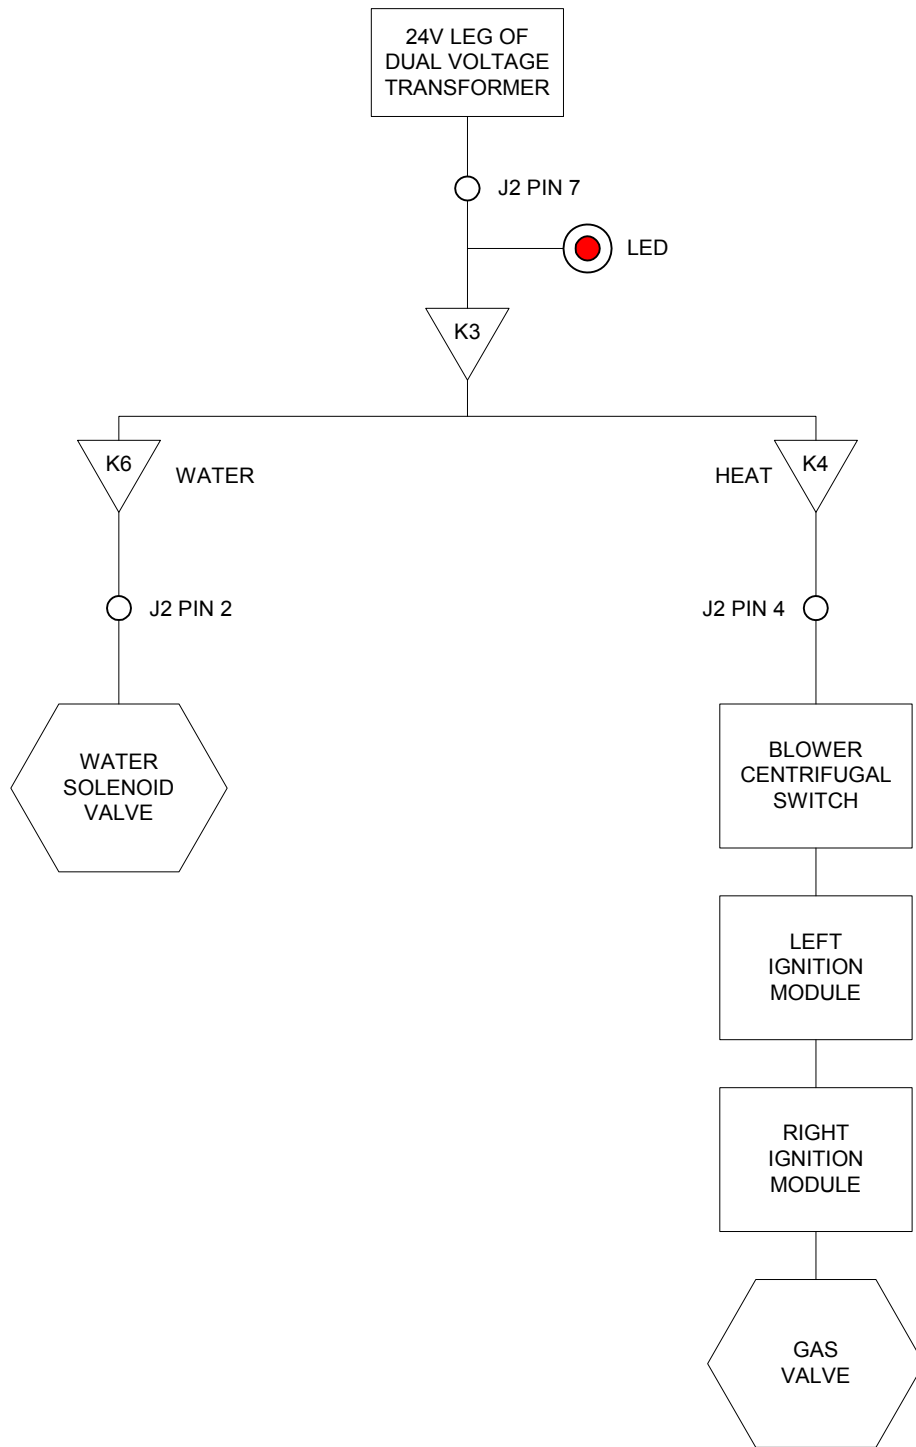 24V LEG OF
DUAL VOLTAGE
TRANSFORMER
J2 PIN 7
LED
K3
K6
WATER
HEAT
K4
J2 PIN 2
J2 PIN 4
WATER
SOLENOID
VALVE
BLOWER
CENTRIFUGAL
SWITCH
LEFT
IGNITION
MODULE
RIGHT
IGNITION
MODULE
GAS
VALVE